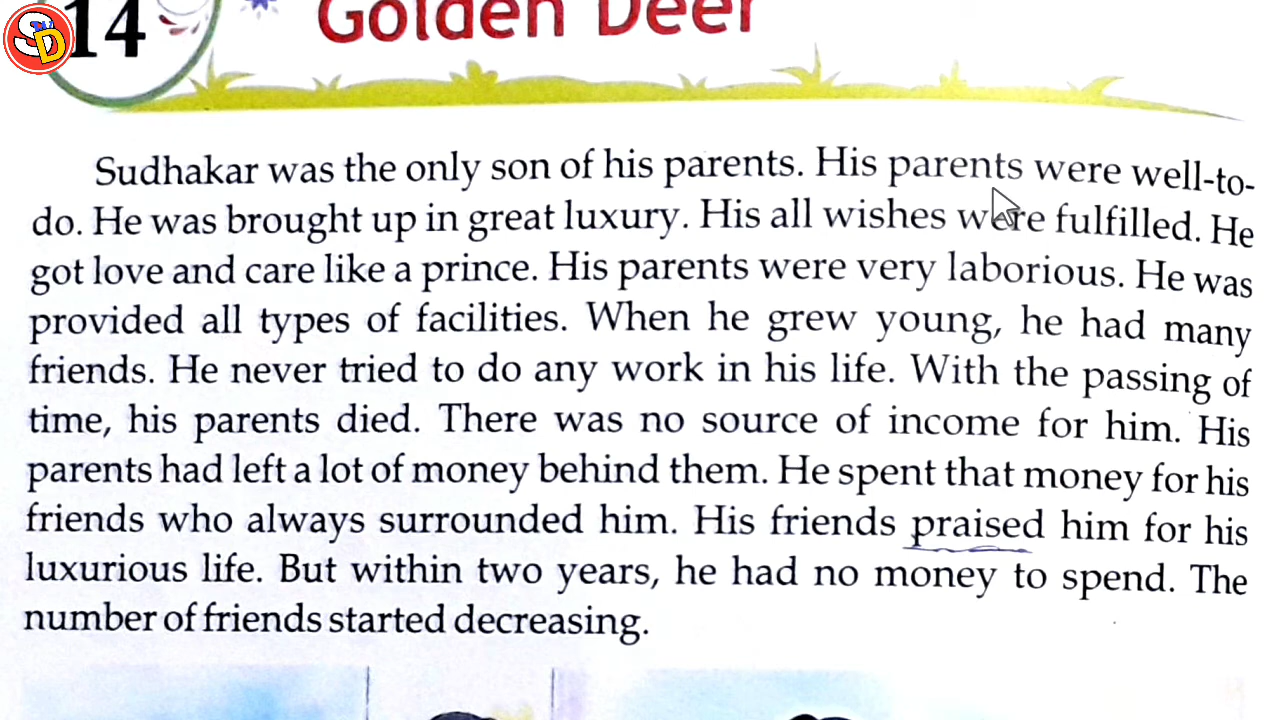 SD
14
Golden Deer
Sudhakar was the only son of his parents. His parents were well-to-
do. He was brought up in great luxury. His all wishes were fulfilled. He
got love and care like a prince. His parents were very laborious. He was
provided all types of facilities. When he grew young, he had many
friends. He never tried to do any work in his life. With the passing of
time, his parents died. There was no source of income for him. His
parents had left a lot of money behind them. He spent that money for his
friends who always surrounded him. His friends praised him for his
luxurious life. But within two years, he had no money to spend. The
number of friends started decreasing.